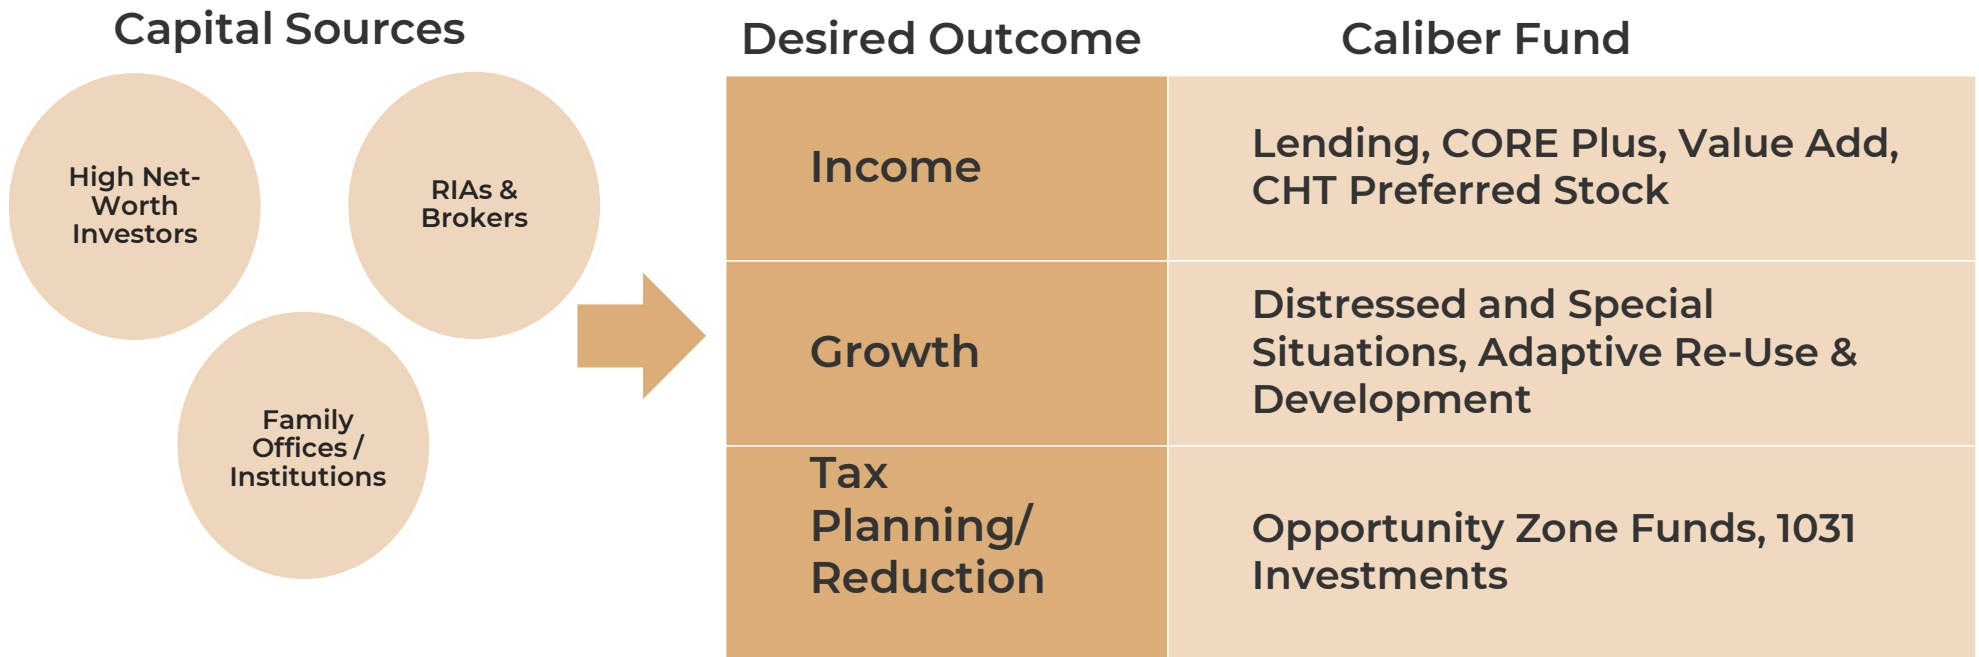 Capital Sources
High Net-
Worth
Investors
RIAs &
Brokers
Family
Offices /
Institutions
Desired Outcome
Caliber Fund
Income
Lending, CORE Plus, Value Add,
CHT Preferred Stock
Growth
Distressed and Special
Situations, Adaptive Re-Use &
Development
Tax
Planning/
Reduction
Opportunity Zone Funds, 1031
Investments